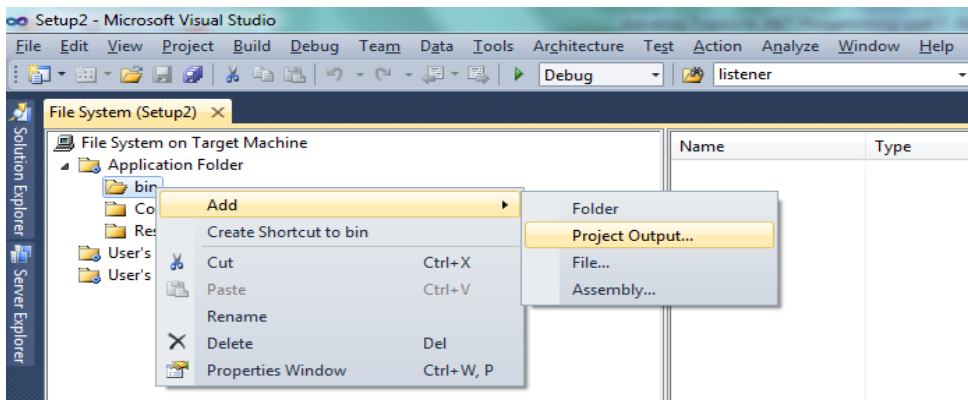 Setup2 - Microsoft Visual Studio
File Edit View Project Build Debug Team Data Tools Architecture Test Action Analyze Window Help
Debug listener
File System (Setup2)
Solution Explorer
Server Explorer
File System on Target Machine
Application Folder
bin
Co
Res
User's
User's
Name Type
Add
Create Shortcut to bin
Cut Ctrl+X
Paste Ctrl+V
Rename
Delete Del
Properties Window Ctrl+W, P
Folder
Project Output...
File...
Assembly...